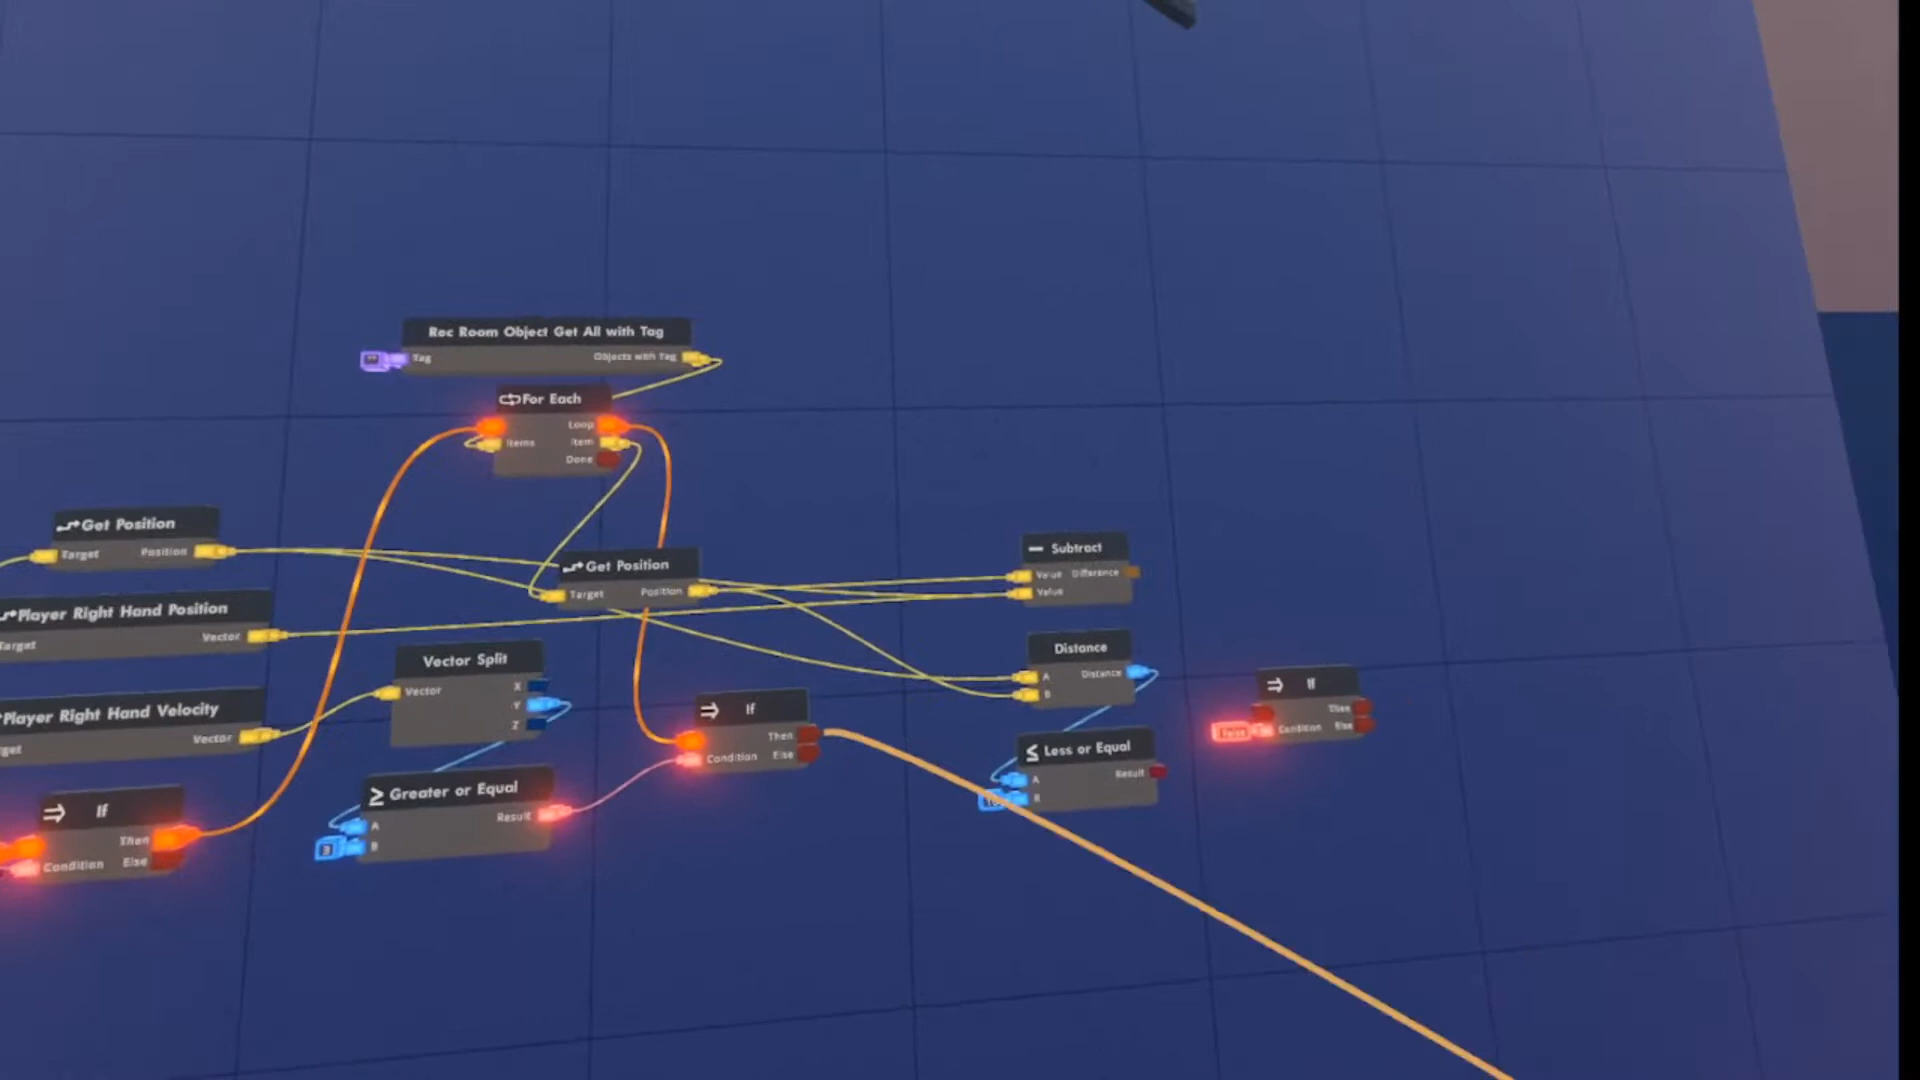 Rec Room Object Get All with Tag
Tag
Objects with Tag
For Each
Loop
Items
Item
Done
Get Position
Target
Position
Get Position
Target
Position
Subtract
Value
Difference
Value
Player Right Hand Position
Target
Vector
Vector Split
Vector
X
Y
Z
Distance
A
Distance
B
If
Then
Condition
Else
Player Right Hand Velocity
Vector
If
Then
Condition
Else
≤ Less or Equal
A
Result
B
≥ Greater or Equal
A
Result
B
3
If
Then
Condition
Else
False